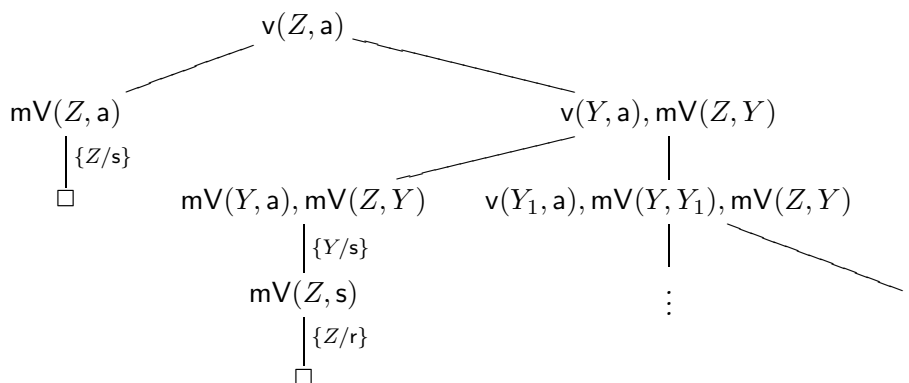 v(Z, a)
mV(Z, a)
v(Y, a), mV(Z, Y)
{Z/s}
□
mV(Y, a), mV(Z, Y)
v(Y₁, a), mV(Y, Y₁), mV(Z, Y)
{Y/s}
mV(Z, s)
⋮
{Z/r}
□